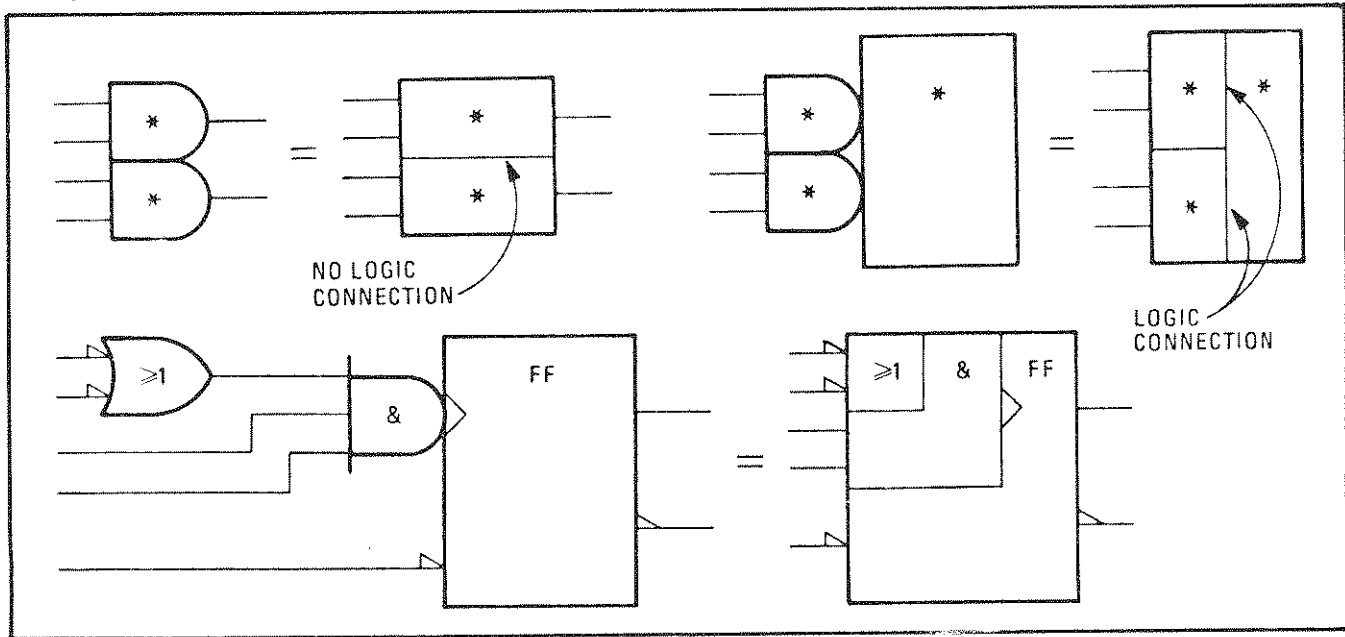 *
*
=
*
*
NO LOGIC
CONNECTION
*
*
*
=
*
*
*
LOGIC
CONNECTION
≥1
&
FF
=
≥1 & FF